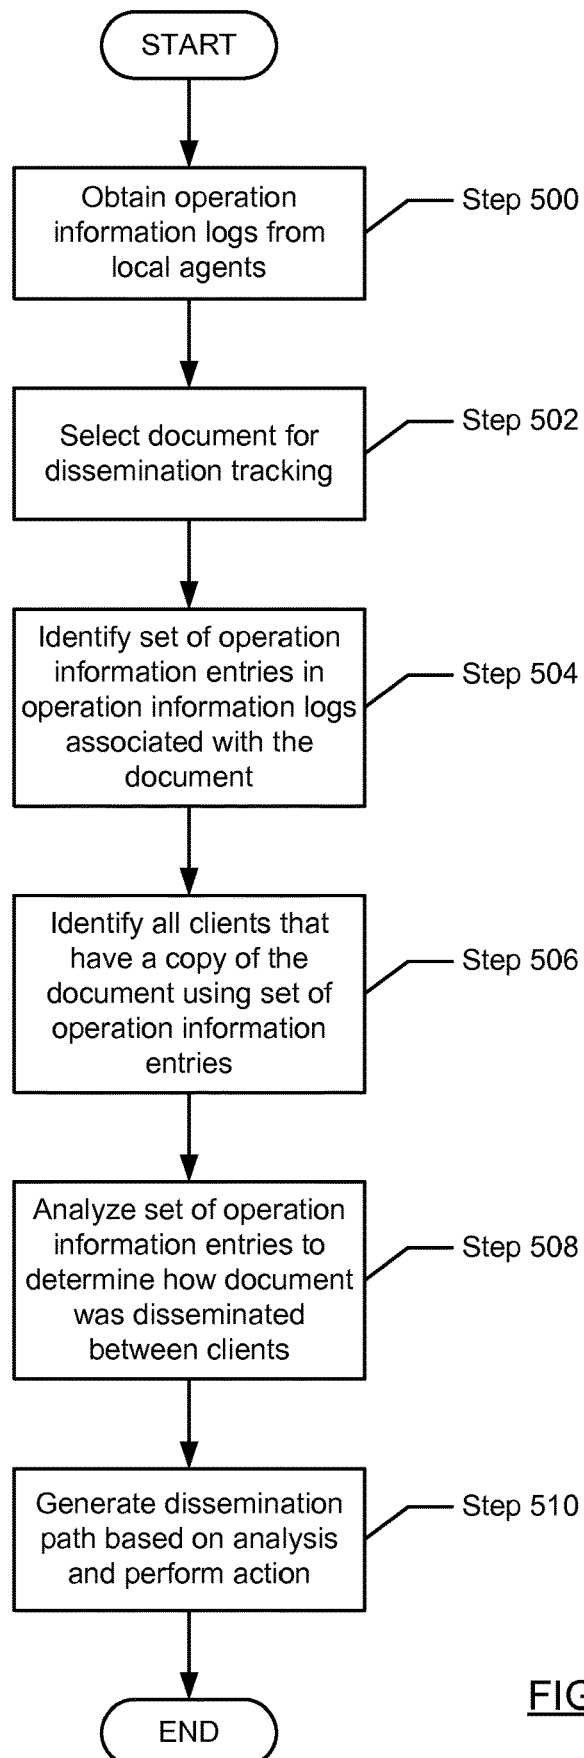 START
Obtain operation
information logs from
local agents
Step 500
Select document for
dissemination tracking
Step 502
Identify set of operation
information entries in
operation information logs
associated with the
document
Step 504
Identify all clients that
have a copy of the
document using set of
operation information
entries
Step 506
Analyze set of operation
information entries to
determine how document
was disseminated
between clients
Step 508
Generate dissemination
path based on analysis
and perform action
Step 510
END
FIG